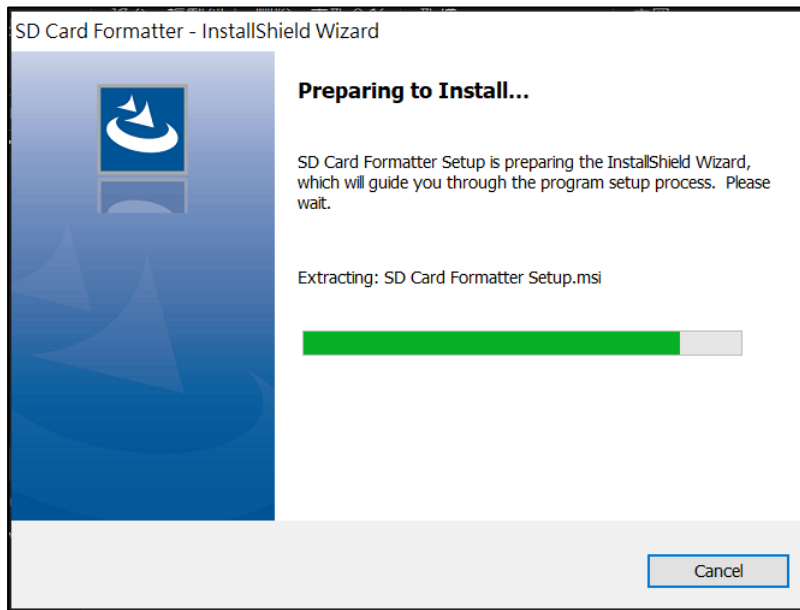 SD Card Formatter - InstallShield Wizard
Preparing to Install...
SD Card Formatter Setup is preparing the InstallShield Wizard,
which will guide you through the program setup process.  Please
wait.
Extracting: SD Card Formatter Setup.msi
Cancel